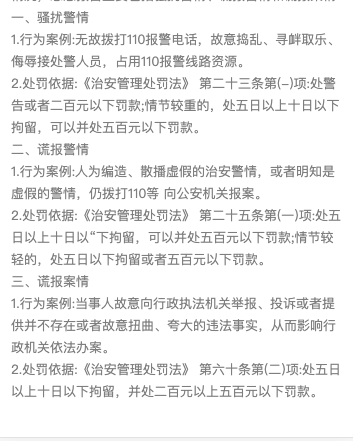 一、骚扰警情
1.行为案例:无故拨打110报警电话，故意捣乱、寻衅取乐、
侮辱接处警人员，占用110报警线路资源。
2.处罚依据:《治安管理处罚法》 第二十三条第(–)项:处警
告或者二百元以下罚款;情节较重的，处五日以上十日以下
拘留，可以并处五百元以下罚款。
二、谎报警情
1.行为案例:人为编造、散播虚假的治安警情，或者明知是
虚假的警情，仍拨打110等 向公安机关报案。
2.处罚依据:《治安管理处罚法》 第二十五条第(一)项:处五
日以上十日以“下拘留，可以并处五百元以下罚款;情节较
轻的，处五日以下拘留或者五百元以下罚款。
三、谎报案情
1.行为案例:当事人故意向行政执法机关举报、投诉或者提
供并不存在或者故意扭曲、夸大的违法事实，从而影响行
政机关依法办案。
2.处罚依据:《治安管理处罚法》 第六十条第(二)项:处五日
以上十日以下拘留，并处二百元以上五百元以下罚款。